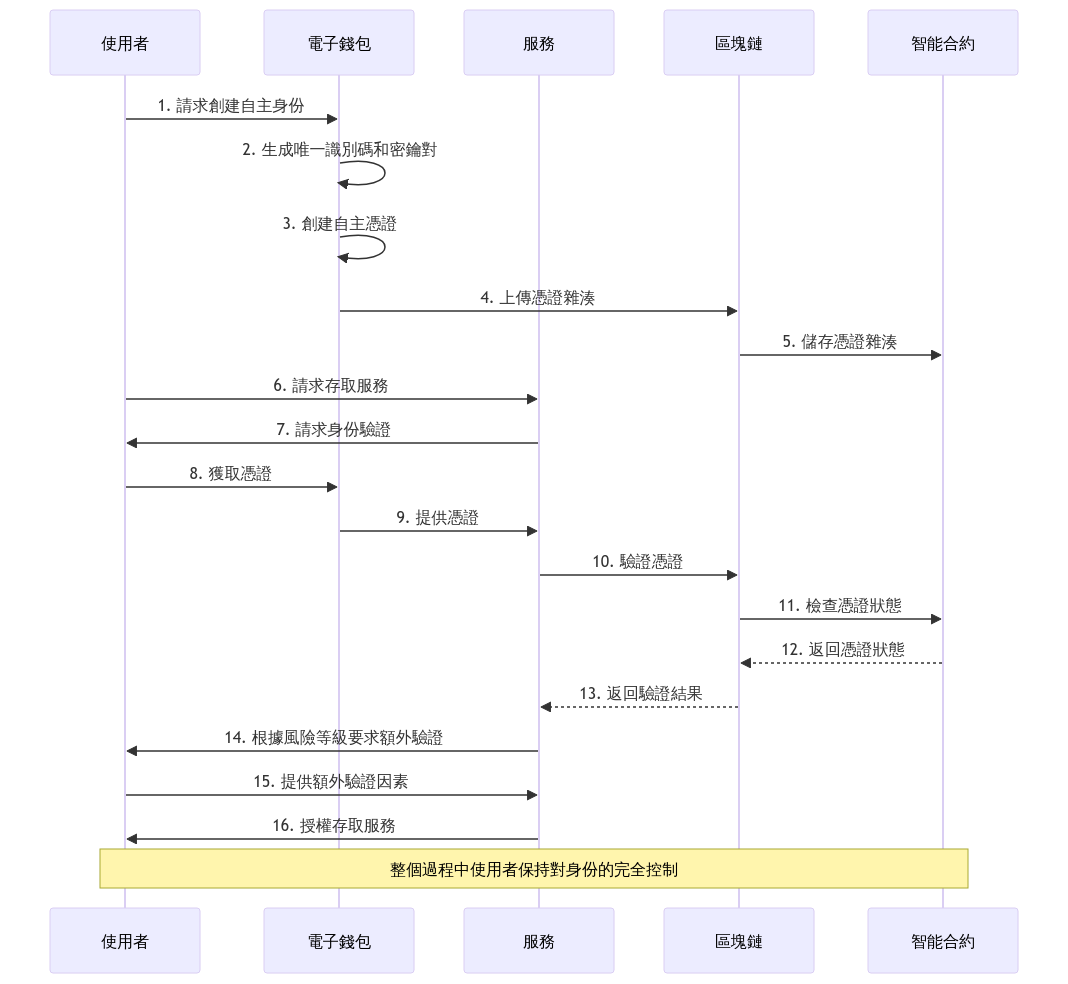 使用者
電子錢包
服務
區塊鏈
智能合約
1. 請求創建自主身份
2. 生成唯一識別碼和密鑰對
3. 創建自主憑證
4. 上傳憑證雜湊
5. 儲存憑證雜湊
6. 請求存取服務
7. 請求身份驗證
8. 獲取憑證
9. 提供憑證
10. 驗證憑證
11. 檢查憑證狀態
12. 返回憑證狀態
13. 返回驗證結果
14. 根據風險等級要求額外驗證
15. 提供額外驗證因素
16. 授權存取服務
整個過程中使用者保持對身份的完全控制
使用者
電子錢包
服務
區塊鏈
智能合約